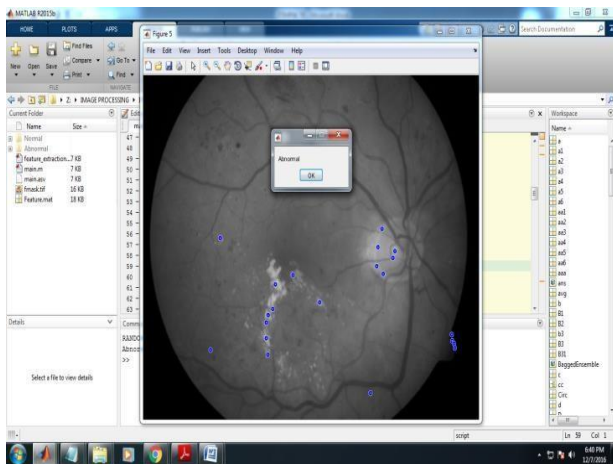 MATLAB R2015b
HOME PLOTS APPS
Search Documentation
New Open Save
Find Files
Compare
Print
Go To
Find
FILE
NAVIGATE
Z: IMAGE PROCESSING
Figure 5
File Edit View Insert Tools Desktop Window Help
Current Folder
Name Size
Normal
Abnormal
feature_extraction... 7 KB
main.m 7 KB
main.asv 7 KB
fmask.tif 16 KB
Feature.mat 18 KB
47
48
49
50
51
52
53
54
55
56
57
58
59
60
61
62
63
Abnormal
OK
Workspace
Name
a
a1
a2
a3
a4
a5
a6
aa1
aa2
aa3
aa4
aa5
aa6
aaa
ans
avg
b
B1
B2
b3
B3
B31
BaggedEnsemble
c
cc
Circ
d
Details
Select a file to view details
>>
script
Ln 59 Col 1
6:40 PM
12/7/2016